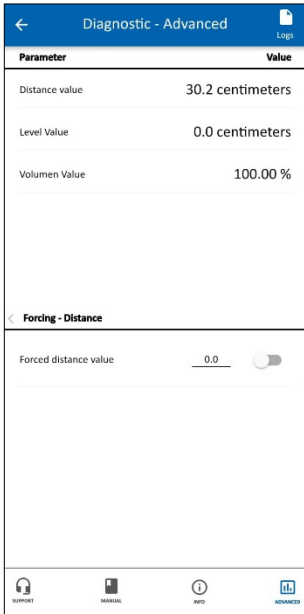 Diagnostic - Advanced
Logs
Parameter Value
Distance value 30.2 centimeters
Level Value 0.0 centimeters
Volumen Value 100.00 %
Forcing - Distance
Forced distance value 0.0
SUPPORT MANUAL INFO ADVANCED